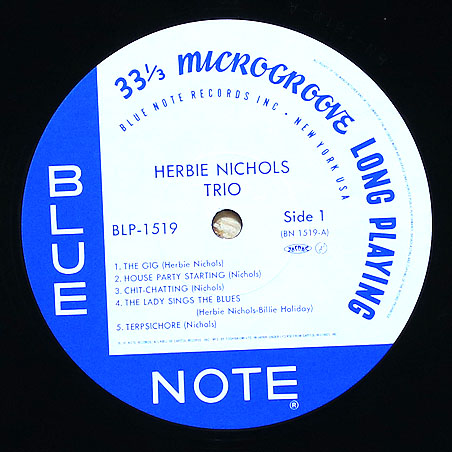 33 1/3 MICROGROOVE LONG PLAYING
BLUE NOTE RECORDS INC • NEW YORK USA
HERBIE NICHOLS
TRIO
BLP-1519
Side 1
(BN 1519-A)
1. THE GIG (Herbie Nichols)
2. HOUSE PARTY STARTING (Nichols)
3. CHIT-CHATTING (Nichols)
4. THE LADY SINGS THE BLUES
(Herbie Nichols-Billie Holiday)
5. TERPSICHORE (Nichols)
BLUE
NOTE
®